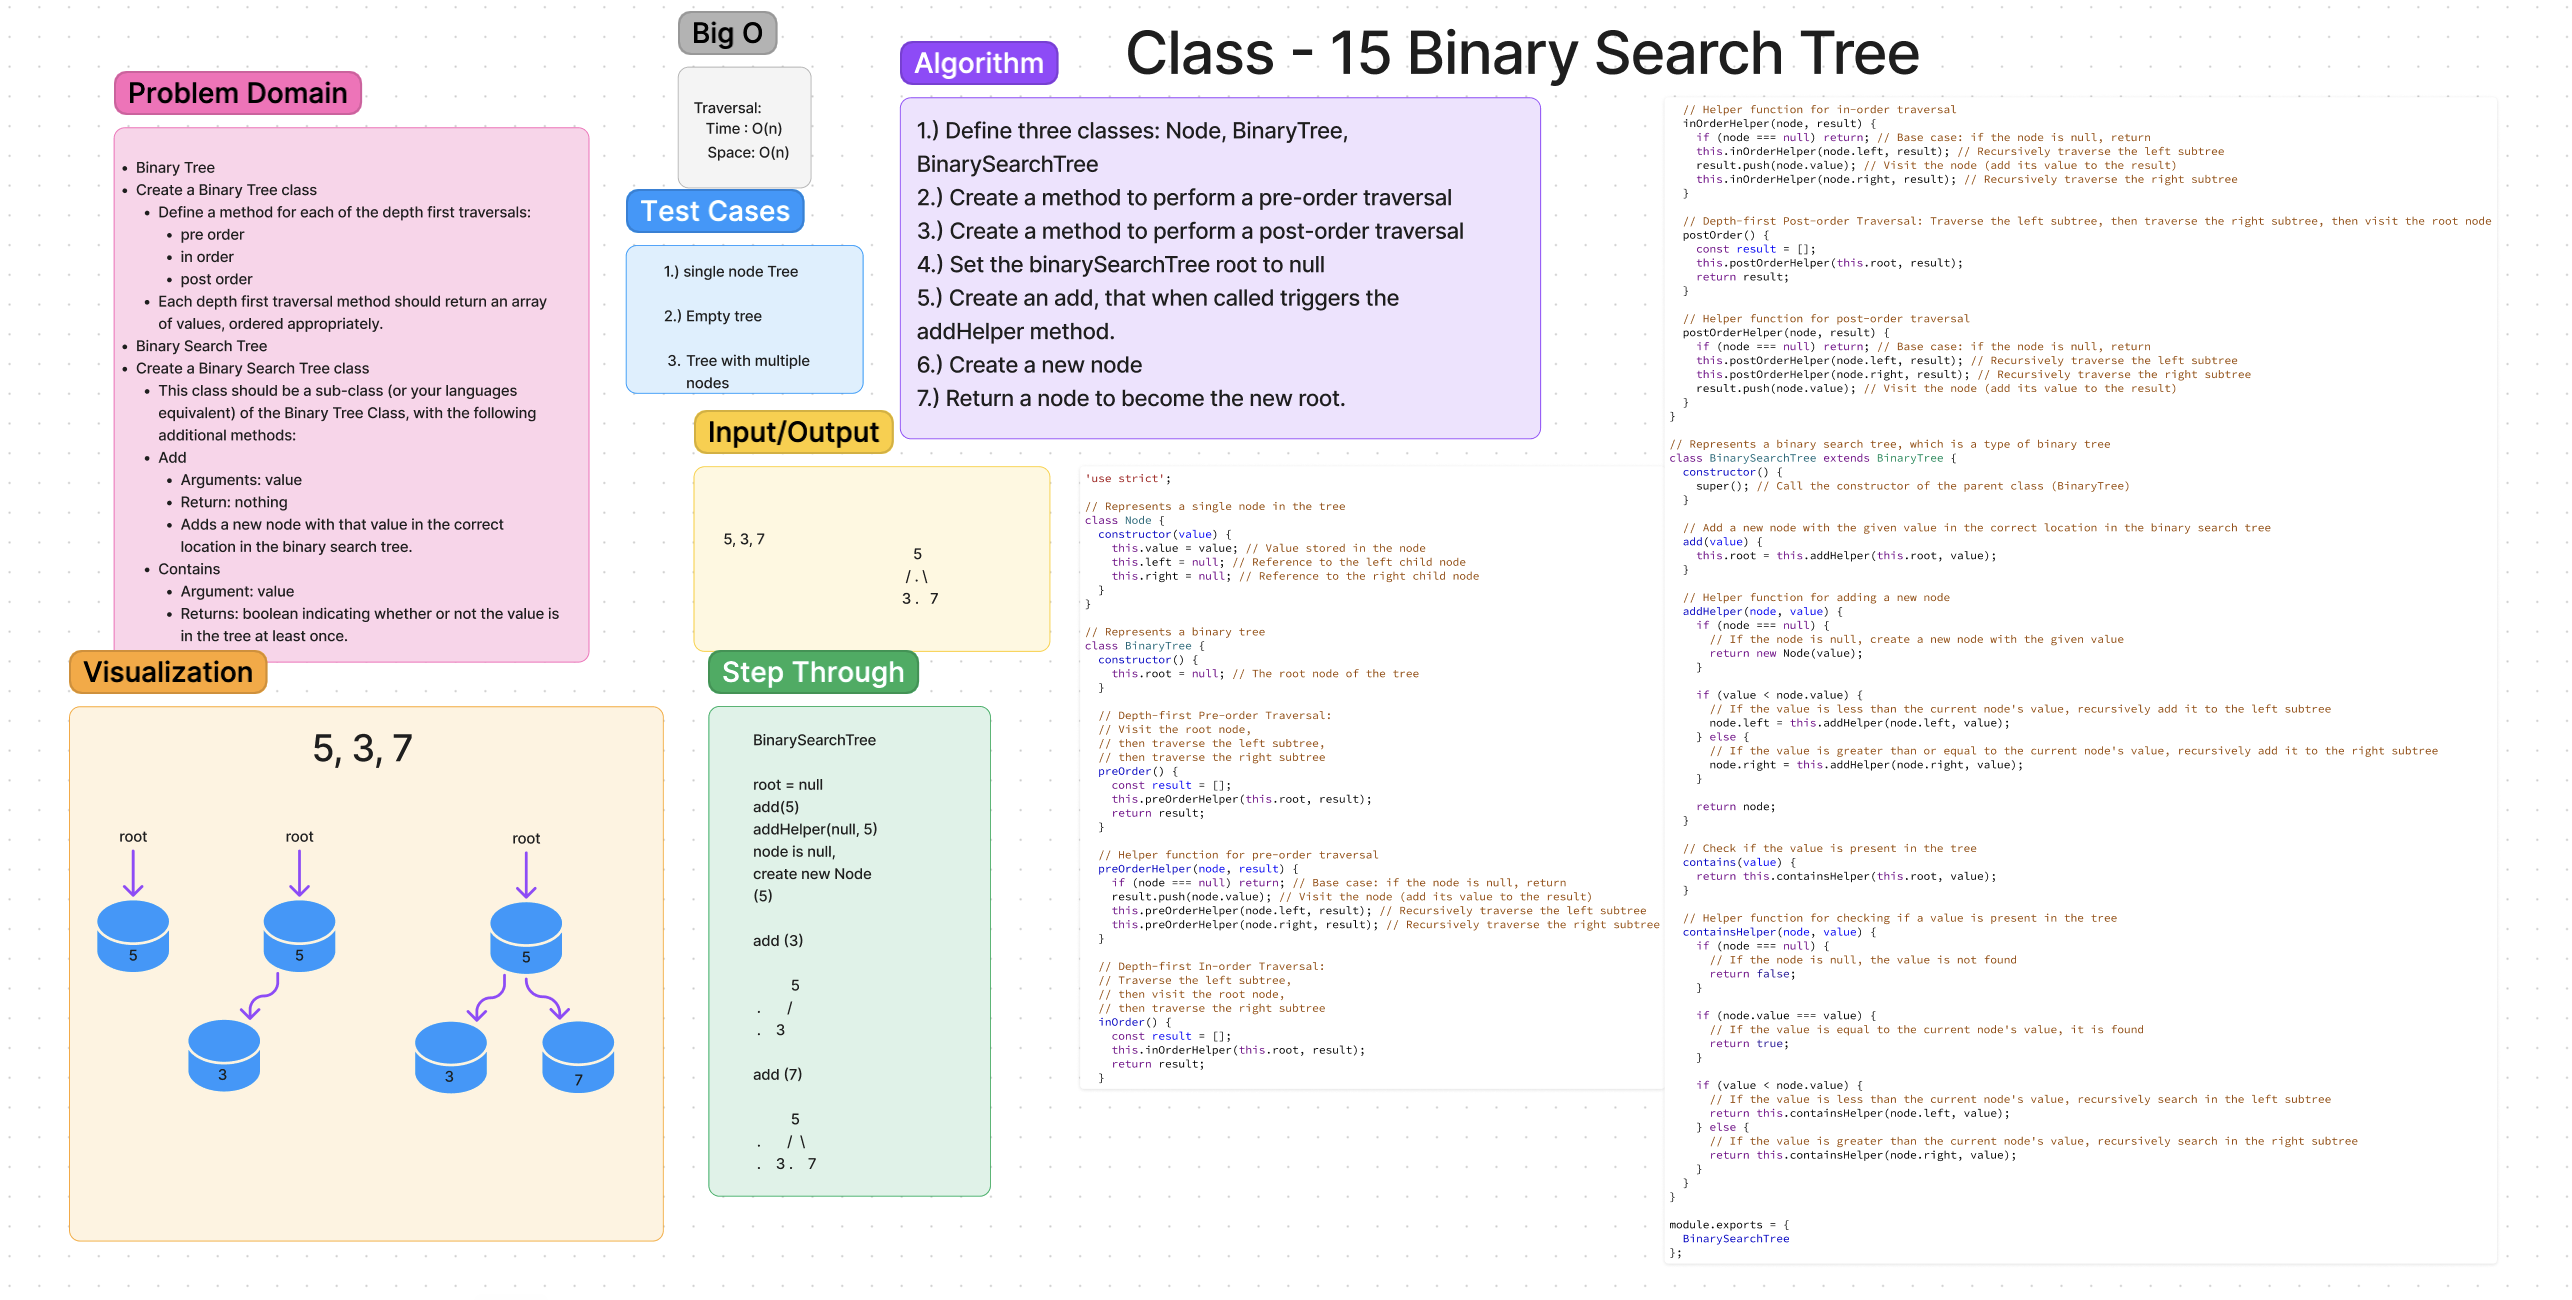 Class - 15 Binary Search Tree
Problem Domain
• Binary Tree
• Create a Binary Tree class
• Define a method for each of the depth first traversals:
• pre order
• in order
• post order
• Each depth first traversal method should return an array
of values, ordered appropriately.
• Binary Search Tree
• Create a Binary Search Tree class
• This class should be a sub-class (or your languages
equivalent) of the Binary Tree Class, with the following
additional methods:
• Add
• Arguments: value
• Return: nothing
• Adds a new node with that value in the correct
location in the binary search tree.
• Contains
• Argument: value
• Returns: boolean indicating whether or not the value is
in the tree at least once.
Big O
Traversal:
Time : O(n)
Space: O(n)
Test Cases
1.) single node Tree
2.) Empty tree
3. Tree with multiple
nodes
Algorithm
1.) Define three classes: Node, BinaryTree,
BinarySearchTree
2.) Create a method to perform a pre-order traversal
3.) Create a method to perform a post-order traversal
4.) Set the binarySearchTree root to null
5.) Create an add, that when called triggers the
addHelper method.
6.) Create a new node
7.) Return a node to become the new root.
Input/Output
5, 3, 7
5
/ . \
3 . 7
Visualization
5, 3, 7
root
root
root
5
5
5
3
3
7
Step Through
BinarySearchTree
root = null
add(5)
addHelper(null, 5)
node is null,
create new Node
(5)
add (3)
5
. /
. 3
add (7)
5
. / \
. 3 . 7
'use strict';
// Represents a single node in the tree
class Node {
constructor(value) {
this.value = value; // Value stored in the node
this.left = null; // Reference to the left child node
this.right = null; // Reference to the right child node
}
}
// Represents a binary tree
class BinaryTree {
constructor() {
this.root = null; // The root node of the tree
}
// Depth-first Pre-order Traversal:
// Visit the root node,
// then traverse the left subtree,
// then traverse the right subtree
preOrder() {
const result = [];
this.preOrderHelper(this.root, result);
return result;
}
// Helper function for pre-order traversal
preOrderHelper(node, result) {
if (node === null) return; // Base case: if the node is null, return
result.push(node.value); // Visit the node (add its value to the result)
this.preOrderHelper(node.left, result); // Recursively traverse the left subtree
this.preOrderHelper(node.right, result); // Recursively traverse the right subtree
}
// Depth-first In-order Traversal:
// Traverse the left subtree,
// then visit the root node,
// then traverse the right subtree
inOrder() {
const result = [];
this.inOrderHelper(this.root, result);
return result;
}
// Helper function for in-order traversal
inOrderHelper(node, result) {
if (node === null) return; // Base case: if the node is null, return
this.inOrderHelper(node.left, result); // Recursively traverse the left subtree
result.push(node.value); // Visit the node (add its value to the result)
this.inOrderHelper(node.right, result); // Recursively traverse the right subtree
}
// Depth-first Post-order Traversal: Traverse the left subtree, then traverse the right subtree, then visit the root node
postOrder() {
const result = [];
this.postOrderHelper(this.root, result);
return result;
}
// Helper function for post-order traversal
postOrderHelper(node, result) {
if (node === null) return; // Base case: if the node is null, return
this.postOrderHelper(node.left, result); // Recursively traverse the left subtree
this.postOrderHelper(node.right, result); // Recursively traverse the right subtree
result.push(node.value); // Visit the node (add its value to the result)
}
}
// Represents a binary search tree, which is a type of binary tree
class BinarySearchTree extends BinaryTree {
constructor() {
super(); // Call the constructor of the parent class (BinaryTree)
}
// Add a new node with the given value in the correct location in the binary search tree
add(value) {
this.root = this.addHelper(this.root, value);
}
// Helper function for adding a new node
addHelper(node, value) {
if (node === null) {
// If the node is null, create a new node with the given value
return new Node(value);
}
if (value < node.value) {
// If the value is less than the current node's value, recursively add it to the left subtree
node.left = this.addHelper(node.left, value);
} else {
// If the value is greater than or equal to the current node's value, recursively add it to the right subtree
node.right = this.addHelper(node.right, value);
}
return node;
}
// Check if the value is present in the tree
contains(value) {
return this.containsHelper(this.root, value);
}
// Helper function for checking if a value is present in the tree
containsHelper(node, value) {
if (node === null) {
// If the node is null, the value is not found
return false;
}
if (node.value === value) {
// If the value is equal to the current node's value, it is found
return true;
}
if (value < node.value) {
// If the value is less than the current node's value, recursively search in the left subtree
return this.containsHelper(node.left, value);
} else {
// If the value is greater than the current node's value, recursively search in the right subtree
return this.containsHelper(node.right, value);
}
}
}
module.exports = {
BinarySearchTree
};